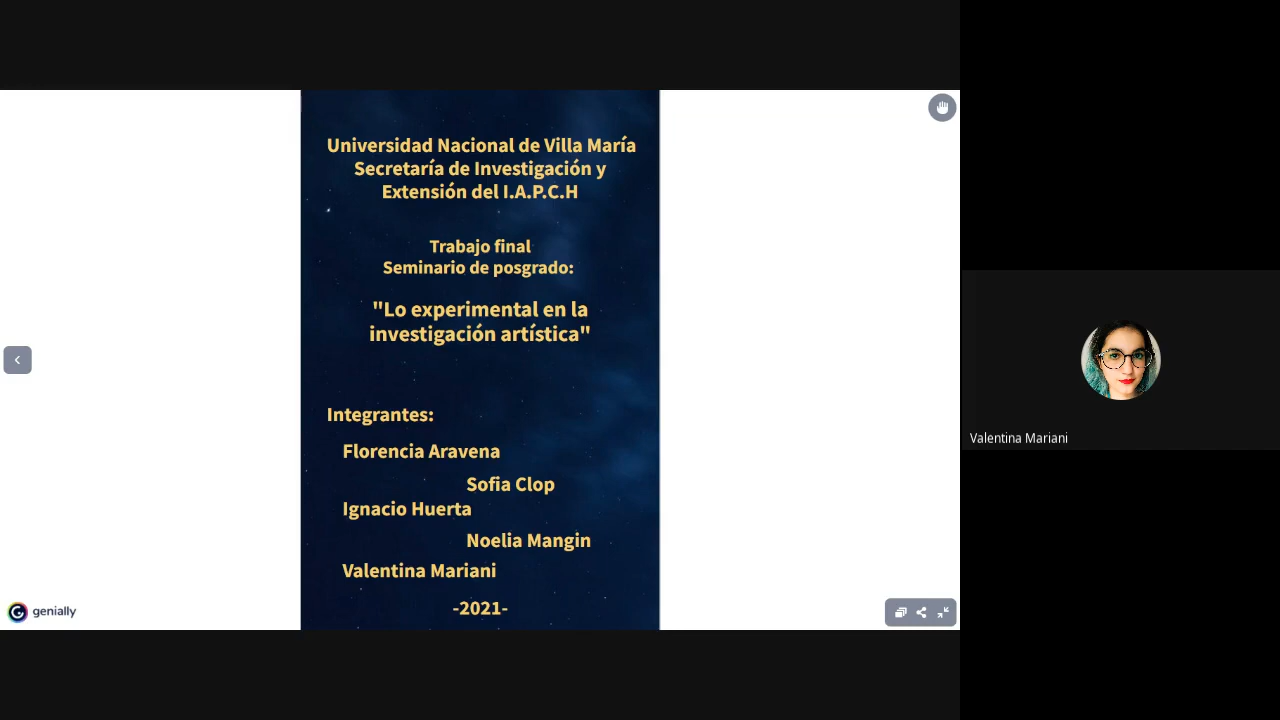 Universidad Nacional de Villa María
Secretaría de Investigación y
Extensión del I.A.P.C.H
Trabajo final
Seminario de posgrado:
"Lo experimental en la
investigación artística"
Integrantes:
Florencia Aravena
Sofia Clop
Ignacio Huerta
Noelia Mangin
Valentina Mariani
-2021-
genially
Valentina Mariani